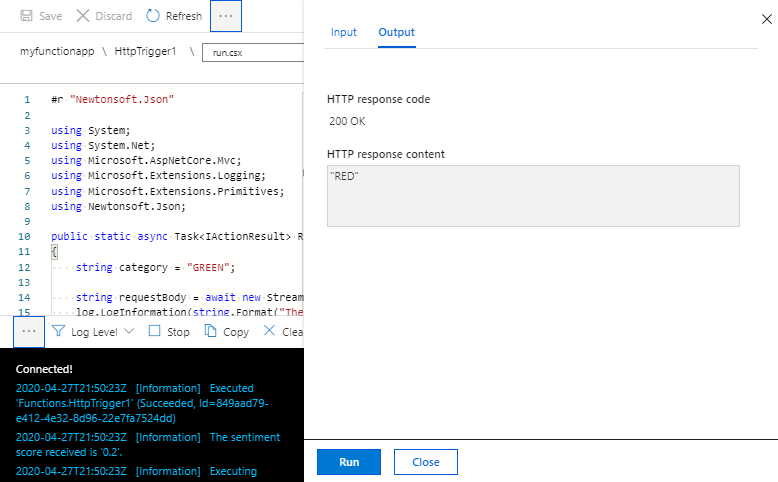 Save Discard Refresh ...
myfunctionapp \ HttpTrigger1 \ run.csx
1 #r "Newtonsoft.Json"
2
3 using System;
4 using System.Net;
5 using Microsoft.AspNetCore.Mvc;
6 using Microsoft.Extensions.Logging;
7 using Microsoft.Extensions.Primitives;
8 using Newtonsoft.Json;
9
10 public static async Task<IActionResult> R
11 {
12 string category = "GREEN";
13
14 string requestBody = await new Stream
15 log.LogInformation(string.Format("The
... Log Level Stop Copy Clea
Connected!
2020-04-27T21:50:23Z [Information] Executed
'Functions.HttpTrigger1' (Succeeded, Id=849aad79-
e412-4e32-8d96-22e7fa7524dd)
2020-04-27T21:50:23Z [Information] The sentiment
score received is '0.2'.
2020-04-27T21:50:23Z [Information] Executing
Input Output
HTTP response code
200 OK
HTTP response content
"RED"
Run Close